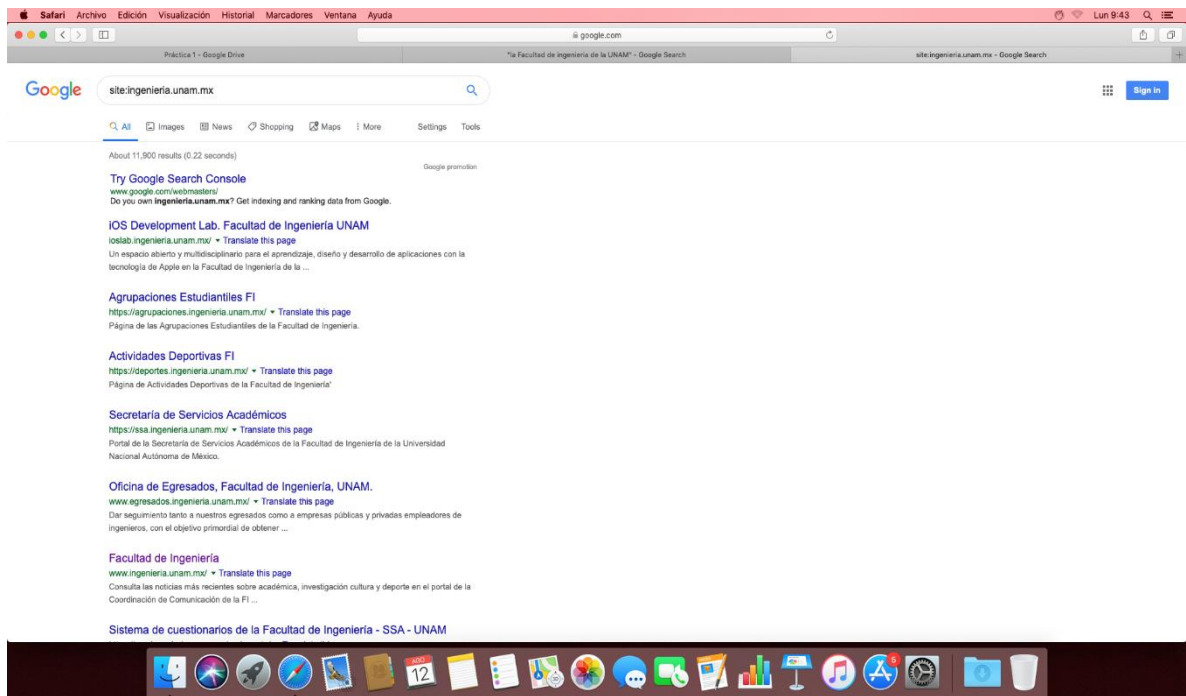 Safari Archivo Edición Visualización Historial Marcadores Ventana Ayuda Lun 9:43
google.com
Práctica 1 - Google Drive "la Facultad de ingeniería de la UNAM" - Google Search site:ingenieria.unam.mx - Google Search
Google site:ingenieria.unam.mx Sign in
All Images News Shopping Maps More Settings Tools
About 11,900 results (0.22 seconds)
Google promotion
Try Google Search Console
www.google.com/webmasters/
Do you own ingenieria.unam.mx? Get indexing and ranking data from Google.
iOS Development Lab. Facultad de Ingeniería UNAM
ioslab.ingenieria.unam.mx/ Translate this page
Un espacio abierto y multidisciplinario para el aprendizaje, diseño y desarrollo de aplicaciones con la
tecnología de Apple en la Facultad de Ingeniería de la ...
Agrupaciones Estudiantiles FI
https://agrupaciones.ingenieria.unam.mx/ Translate this page
Página de las Agrupaciones Estudiantiles de la Facultad de Ingeniería.
Actividades Deportivas FI
https://deportes.ingenieria.unam.mx/ Translate this page
Página de Actividades Deportivas de la Facultad de Ingeniería'
Secretaría de Servicios Académicos
https://ssa.ingenieria.unam.mx/ Translate this page
Portal de la Secretaría de Servicios Académicos de la Facultad de Ingeniería de la Universidad
Nacional Autónoma de México.
Oficina de Egresados, Facultad de Ingeniería, UNAM.
www.egresados.ingenieria.unam.mx/ Translate this page
Dar seguimiento tanto a nuestros egresados como a empresas públicas y privadas empleadores de
ingenieros, con el objetivo primordial de obtener ...
Facultad de Ingeniería
www.ingenieria.unam.mx/ Translate this page
Consulta las noticias más recientes sobre académica, investigación cultura y deporte en el portal de la
Coordinación de Comunicación de la FI ...
Sistema de cuestionarios de la Facultad de Ingeniería - SSA - UNAM
AGO
12
5